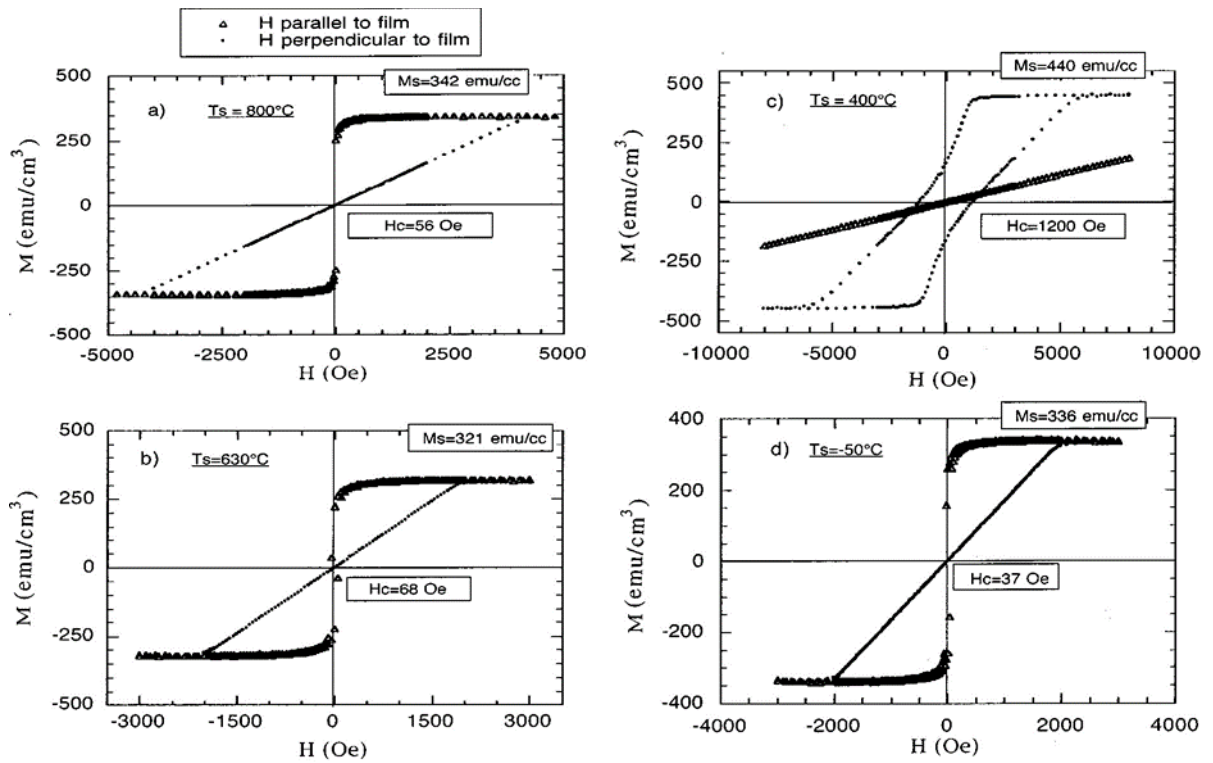 △ H parallel to film
· H perpendicular to film
500
250
0
-250
-500
M (emu/cm³)
Ms=342 emu/cc
a) Ts = 800°C
Hc=56 Oe
-5000 -2500 0 2500 5000
H (Oe)
500
250
0
-250
-500
M (emu/cm³)
Ms=440 emu/cc
c) Ts = 400°C
Hc=1200 Oe
-10000 -5000 0 5000 10000
H (Oe)
500
250
0
-250
-500
M (emu/cm³)
Ms=321 emu/cc
b) Ts=630°C
Hc=68 Oe
-3000 -1500 0 1500 3000
H (Oe)
400
200
0
-200
-400
M (emu/cm³)
Ms=336 emu/cc
d) Ts=-50°C
Hc=37 Oe
-4000 -2000 0 2000 4000
H (Oe)